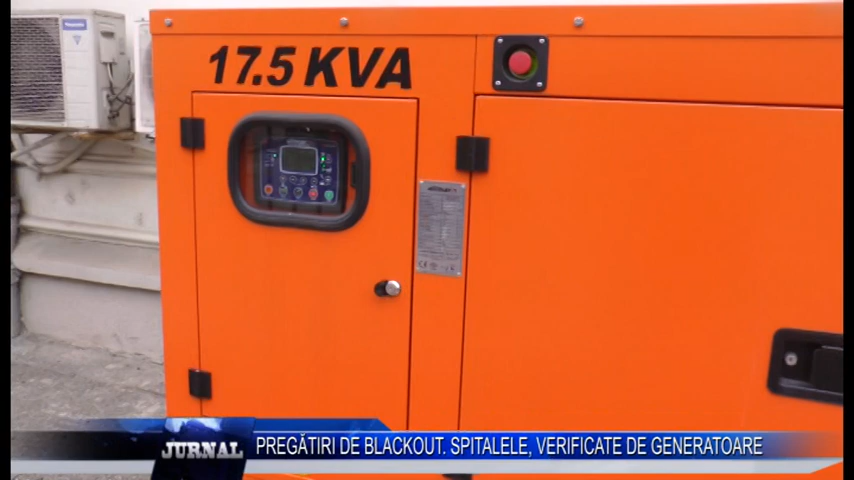 17.5 KVA
JURNAL
PREGĂTIRI DE BLACKOUT. SPITALELE, VERIFICATE DE GENERATOARE